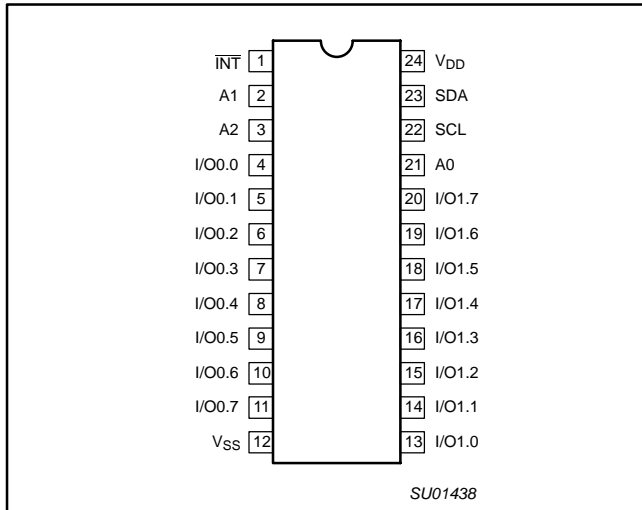 INT 1 24 VDD
A1 2 23 SDA
A2 3 22 SCL
I/O0.0 4 21 A0
I/O0.1 5 20 I/O1.7
I/O0.2 6 19 I/O1.6
I/O0.3 7 18 I/O1.5
I/O0.4 8 17 I/O1.4
I/O0.5 9 16 I/O1.3
I/O0.6 10 15 I/O1.2
I/O0.7 11 14 I/O1.1
VSS 12 13 I/O1.0
SU01438